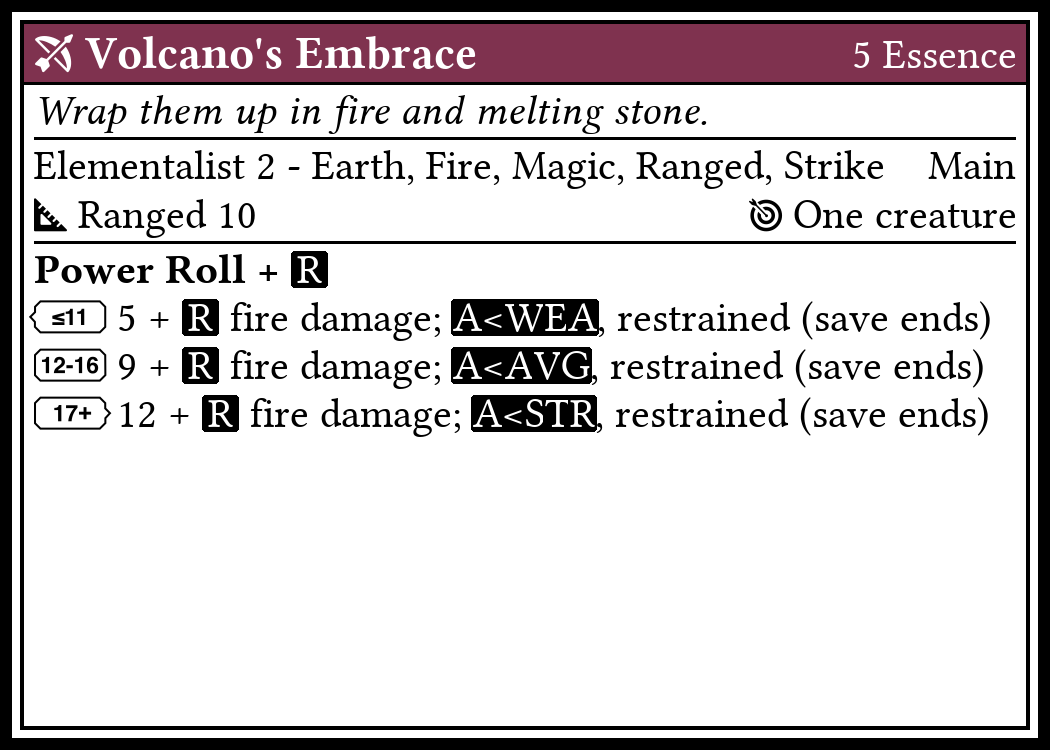 Volcano's Embrace 5 Essence
Wrap them up in fire and melting stone.
Elementalist 2 - Earth, Fire, Magic, Ranged, Strike Main
Ranged 10 One creature
Power Roll + R
≤11 5 + R fire damage; A<WEA, restrained (save ends)
12-16 9 + R fire damage; A<AVG, restrained (save ends)
17+ 12 + R fire damage; A<STR, restrained (save ends)